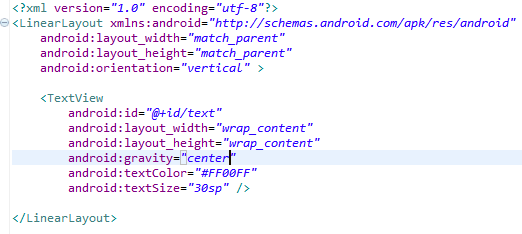 <?xml version="1.0" encoding="utf-8"?>
<LinearLayout xmlns:android="http://schemas.android.com/apk/res/android"
    android:layout_width="match_parent"
    android:layout_height="match_parent"
    android:orientation="vertical" >

    <TextView
        android:id="@+id/text"
        android:layout_width="wrap_content"
        android:layout_height="wrap_content"
        android:gravity="center"
        android:textColor="#FF00FF"
        android:textSize="30sp" />

</LinearLayout>